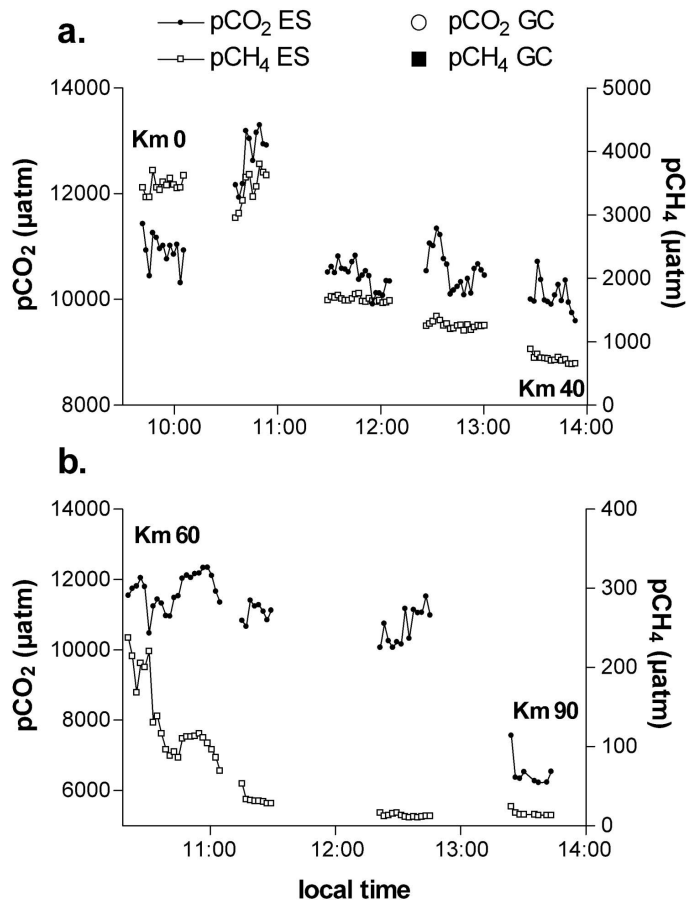 a.
pCO₂ ES
pCO₂ GC
pCH₄ ES
pCH₄ GC
14000
12000
10000
8000
5000
4000
3000
2000
1000
0
Km 0
Km 40
pCO₂ (µatm)
pCH₄ (µatm)
10:00
11:00
12:00
13:00
14:00
b.
14000
12000
10000
8000
6000
400
300
200
100
0
Km 60
Km 90
pCO₂ (µatm)
pCH₄ (µatm)
11:00
12:00
13:00
14:00
local time